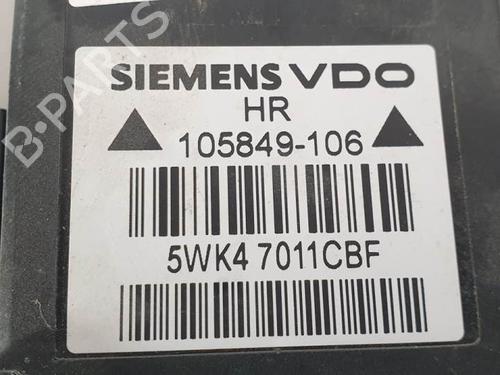 SIEMENS VDO
HR
105849-106
5WK4 7011CBF
B-PARTS